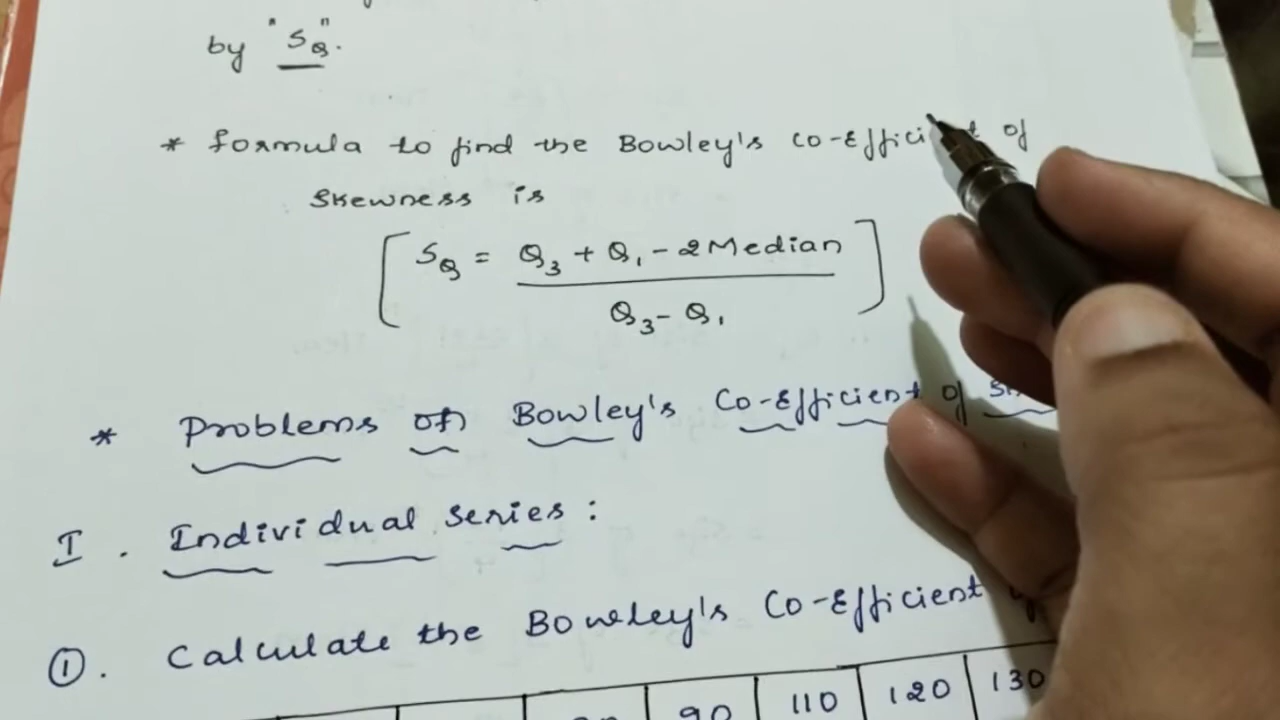 by "SQ".
* formula to find the Bowley's Co-Efficient of
Skewness is
[ SQ = Q3 + Q1 - 2Median
Q3 - Q1 ]
* Problems on Bowley's Co-Efficient of
I . Individual Series :
①. Calculate the Bowley's Co-Efficient
90 110 120 130